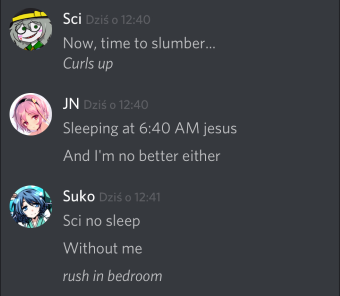 Sci Dziś o 12:40
Now, time to slumber...
Curls up
JN Dziś o 12:40
Sleeping at 6:40 AM jesus
And I'm no better either
Suko Dziś o 12:41
Sci no sleep
Without me
rush in bedroom